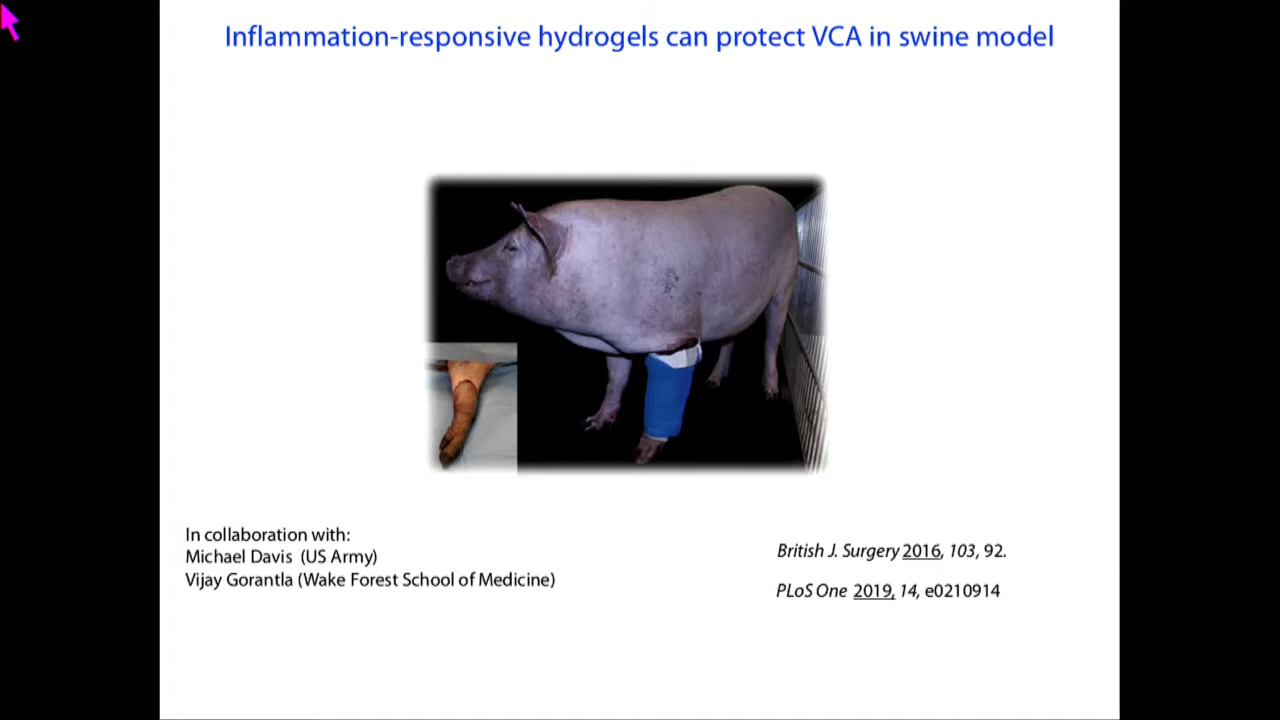 Inflammation-responsive hydrogels can protect VCA in swine model
In collaboration with:
Michael Davis (US Army)
Vijay Gorantla (Wake Forest School of Medicine)
British J. Surgery 2016, 103, 92.
PLoS One 2019, 14, e0210914